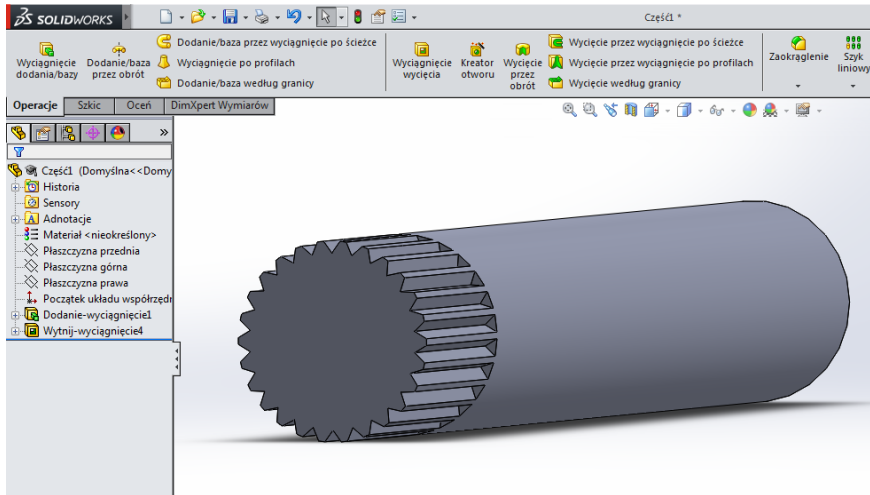 SOLIDWORKS
Część1 *
Wyciągnięcie dodania/bazy
Dodanie/baza przez obrót
Dodanie/baza przez wyciągnięcie po ścieżce
Wyciągnięcie po profilach
Dodanie/baza według granicy
Wyciągnięcie wycięcia
Kreator otworu
Wycięcie przez obrót
Wycięcie przez wyciągnięcie po ścieżce
Wycięcie przez wyciągnięcie po profilach
Wycięcie według granicy
Zaokrąglenie
Szyk liniowy
Operacje Szkic Oceń DimXpert Wymiarów
Część1 (Domyślna<<Domy
Historia
Sensory
Adnotacje
Materiał <nieokreślony>
Płaszczyzna przednia
Płaszczyzna górna
Płaszczyzna prawa
Początek układu współrzędr
Dodanie-wyciągnięcie1
Wytnij-wyciągnięcie4